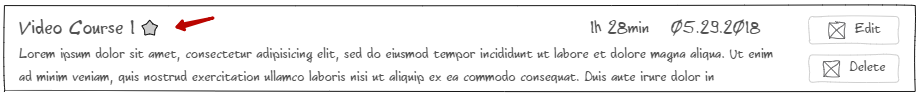 Video Course 1 1h 28min 05.29.2018 Edit
Lorem ipsum dolor sit amet, consectetur adipisicing elit, sed do eiusmod tempor incididunt ut labore et dolore magna aliqua. Ut enim
ad minim veniam, quis nostrud exercitation ullamco laboris nisi ut aliquip ex ea commodo consequat. Duis aute irure dolor in
Delete